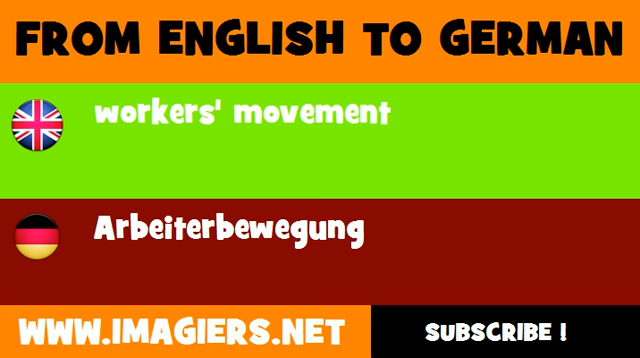 FROM ENGLISH TO GERMAN
workers' movement
Arbeiterbewegung
WWW.IMAGIERS.NET
SUBSCRIBE !